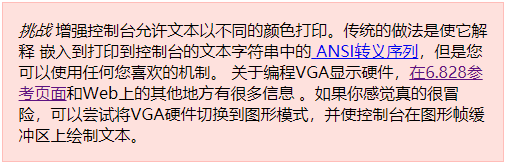 挑战 增强控制台允许文本以不同的颜色打印。传统的做法是使它解
释 嵌入到打印到控制台的文本字符串中的 ANSI转义序列，但是您
可以使用任何您喜欢的机制。 关于编程VGA显示硬件，在6.828参
考页面和Web上的其他地方有很多信息 。如果你感觉真的很冒
险，可以尝试将VGA硬件切换到图形模式，并使控制台在图形帧缓
冲区上绘制文本。